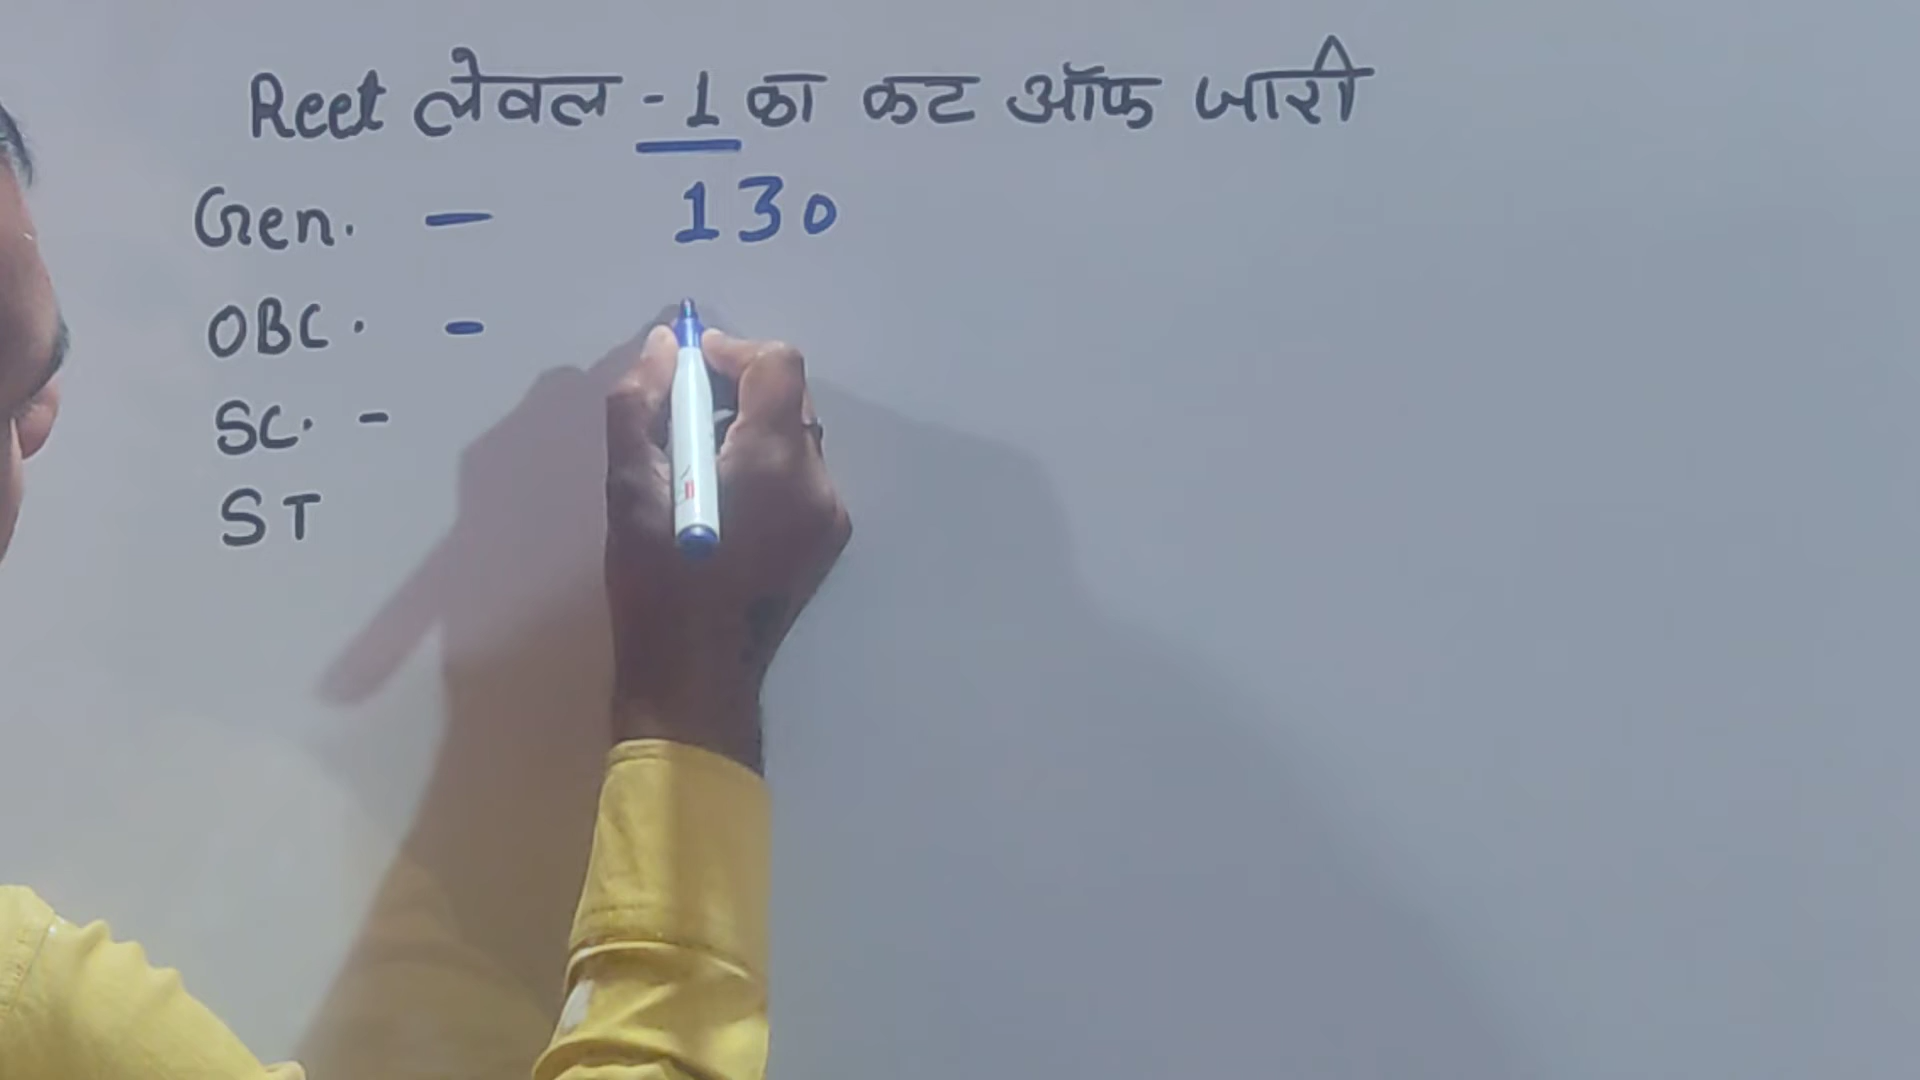 Reet लेवल -1 का कट ऑफ जारी
Gen. - 130
OBC. -
SC. -
ST